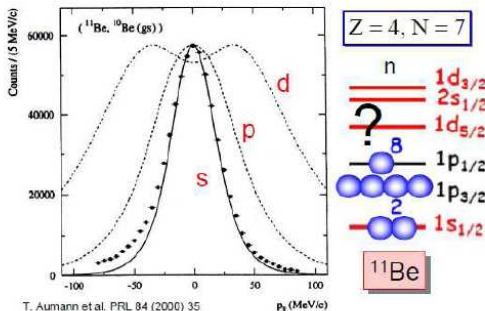 (¹¹Be, ¹⁰Be (gs))
Counts / (5 MeV/c)
60000
40000
20000
0
d
p
s
-100
-50
0
50
100
T. Aumann et al. PRL 84 (2000) 35
Z = 4, N = 7
n
1d3/2
2s1/2
1d5/2
?
8
1p1/2
1p3/2
2
1s1/2
¹¹Be